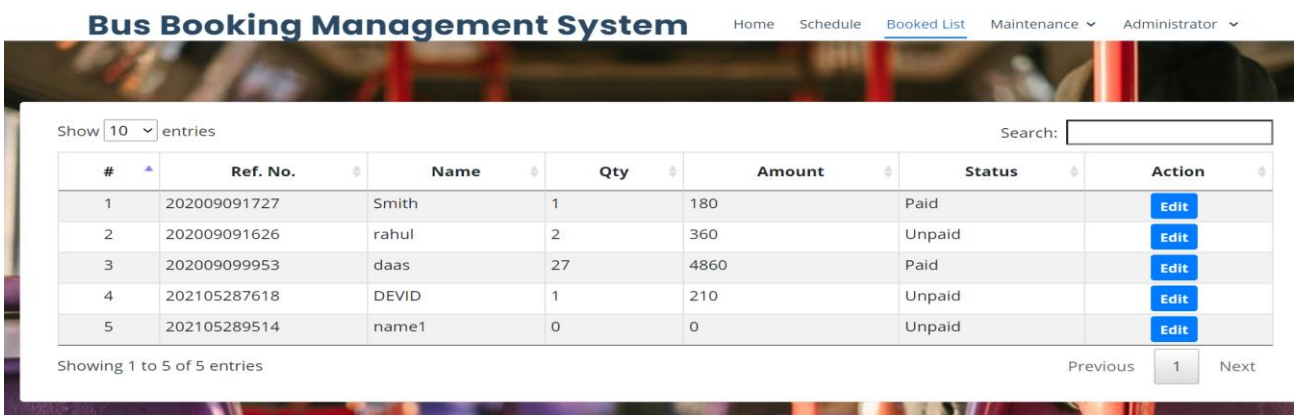 Bus Booking Management System Home Schedule Booked List Maintenance Administrator
Show 10 entries Search:
# Ref. No. Name Qty Amount Status Action
1 202009091727 Smith 1 180 Paid Edit
2 202009091626 rahul 2 360 Unpaid Edit
3 202009099953 daas 27 4860 Paid Edit
4 202105287618 DEVID 1 210 Unpaid Edit
5 202105289514 name1 0 0 Unpaid Edit
Showing 1 to 5 of 5 entries Previous 1 Next